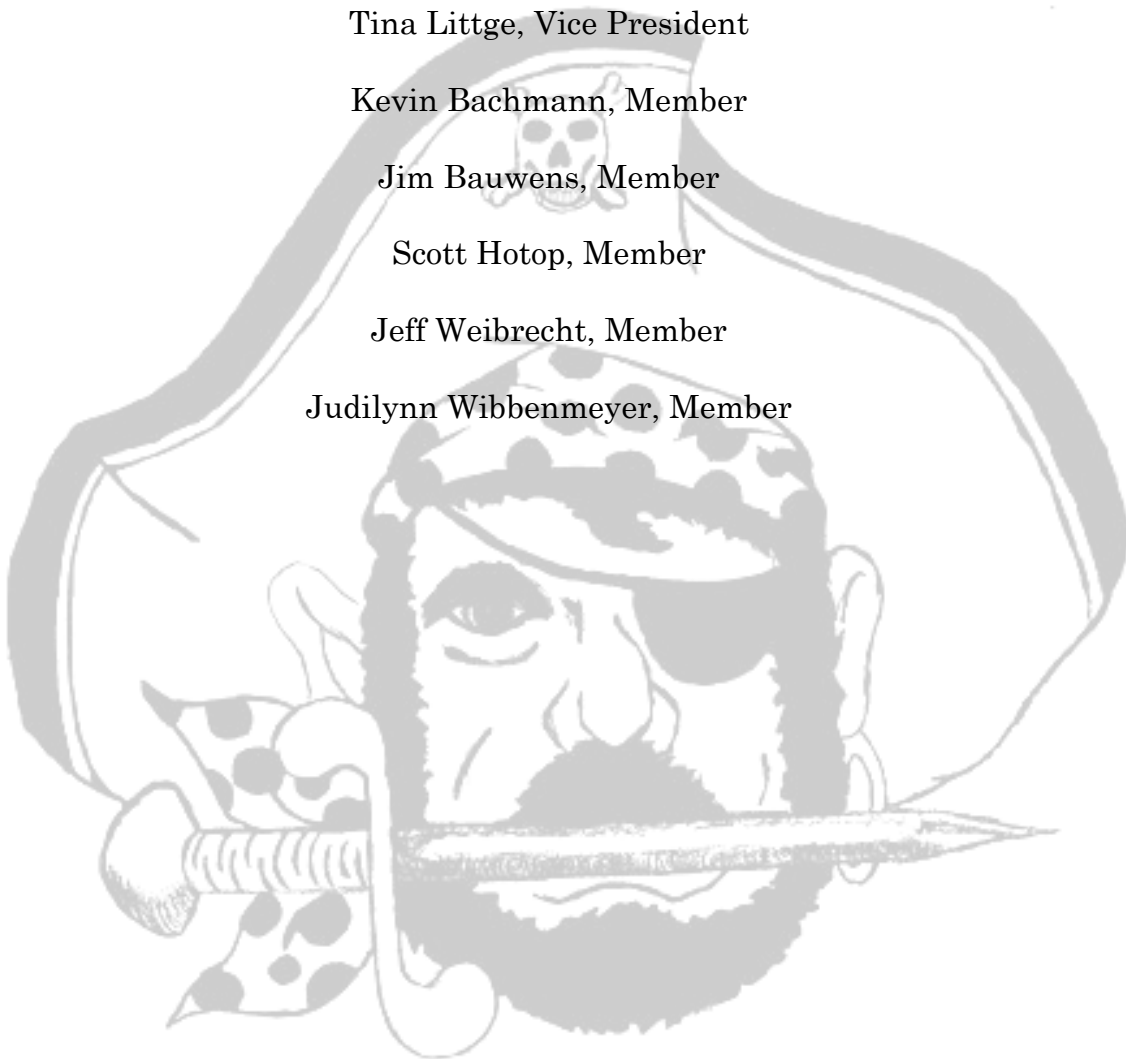 Tina Littge, Vice President
Kevin Bachmann, Member
Jim Bauwens, Member
Scott Hotop, Member
Jeff Weibrecht, Member
Judilynn Wibbenmeyer, Member